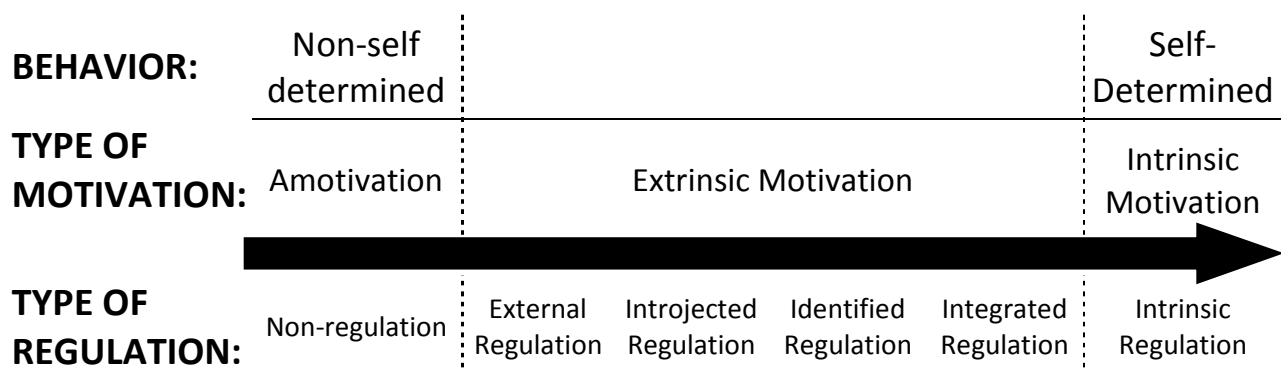 BEHAVIOR:
Non-self
determined
Self-
Determined
TYPE OF
MOTIVATION:
Amotivation
Extrinsic Motivation
Intrinsic
Motivation
TYPE OF
REGULATION:
Non-regulation
External
Regulation
Introjected
Regulation
Identified
Regulation
Integrated
Regulation
Intrinsic
Regulation